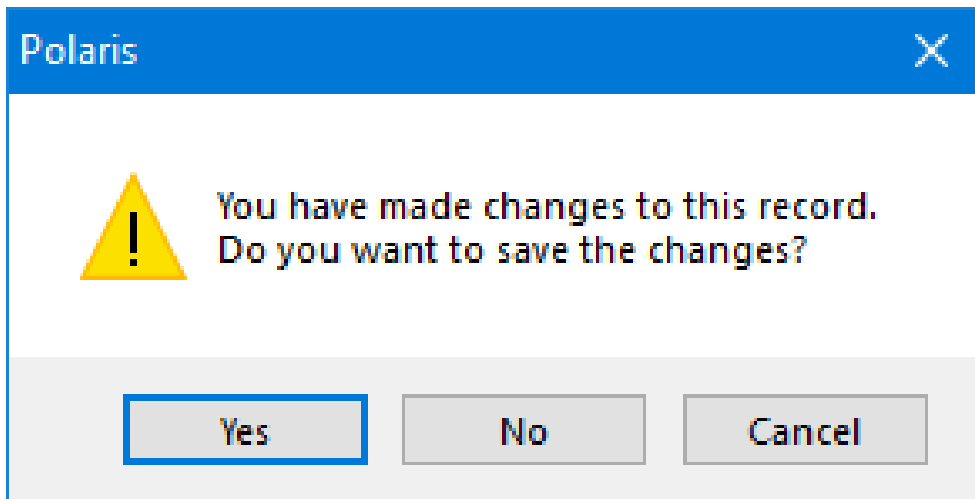 Polaris
You have made changes to this record.
Do you want to save the changes?
Yes
No
Cancel